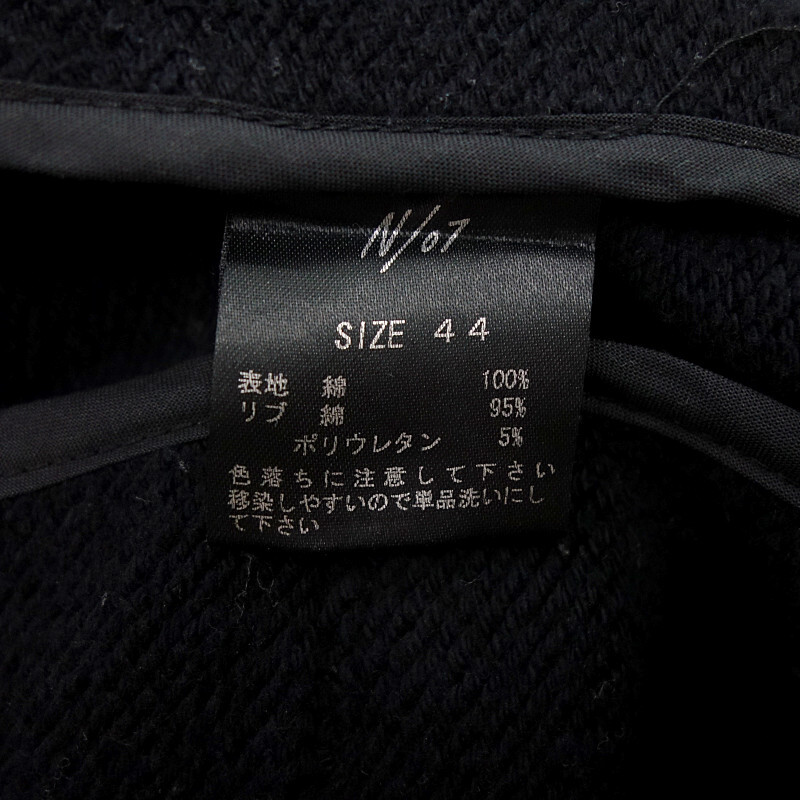 N/07
SIZE 44
表地 綿 100%
リブ 綿 95%
ポリウレタン 5%
色落ちに注意して下さい
移染しやすいので単品洗いにし
て下さい